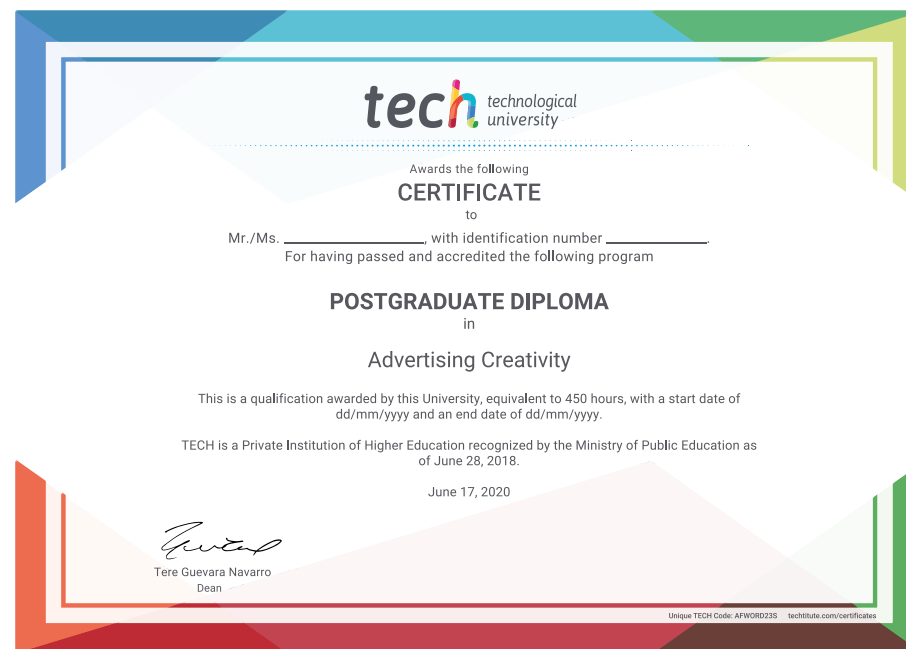 tech technological
university
Awards the following
CERTIFICATE
to
Mr./Ms. ____________________, with identification number ______________.
For having passed and accredited the following program
POSTGRADUATE DIPLOMA
in
Advertising Creativity
This is a qualification awarded by this University, equivalent to 450 hours, with a start date of
dd/mm/yyyy and an end date of dd/mm/yyyy.
TECH is a Private Institution of Higher Education recognized by the Ministry of Public Education as
of June 28, 2018.
June 17, 2020
Tere Guevara Navarro
Dean
Unique TECH Code: AFWORD23S techtitute.com/certificates